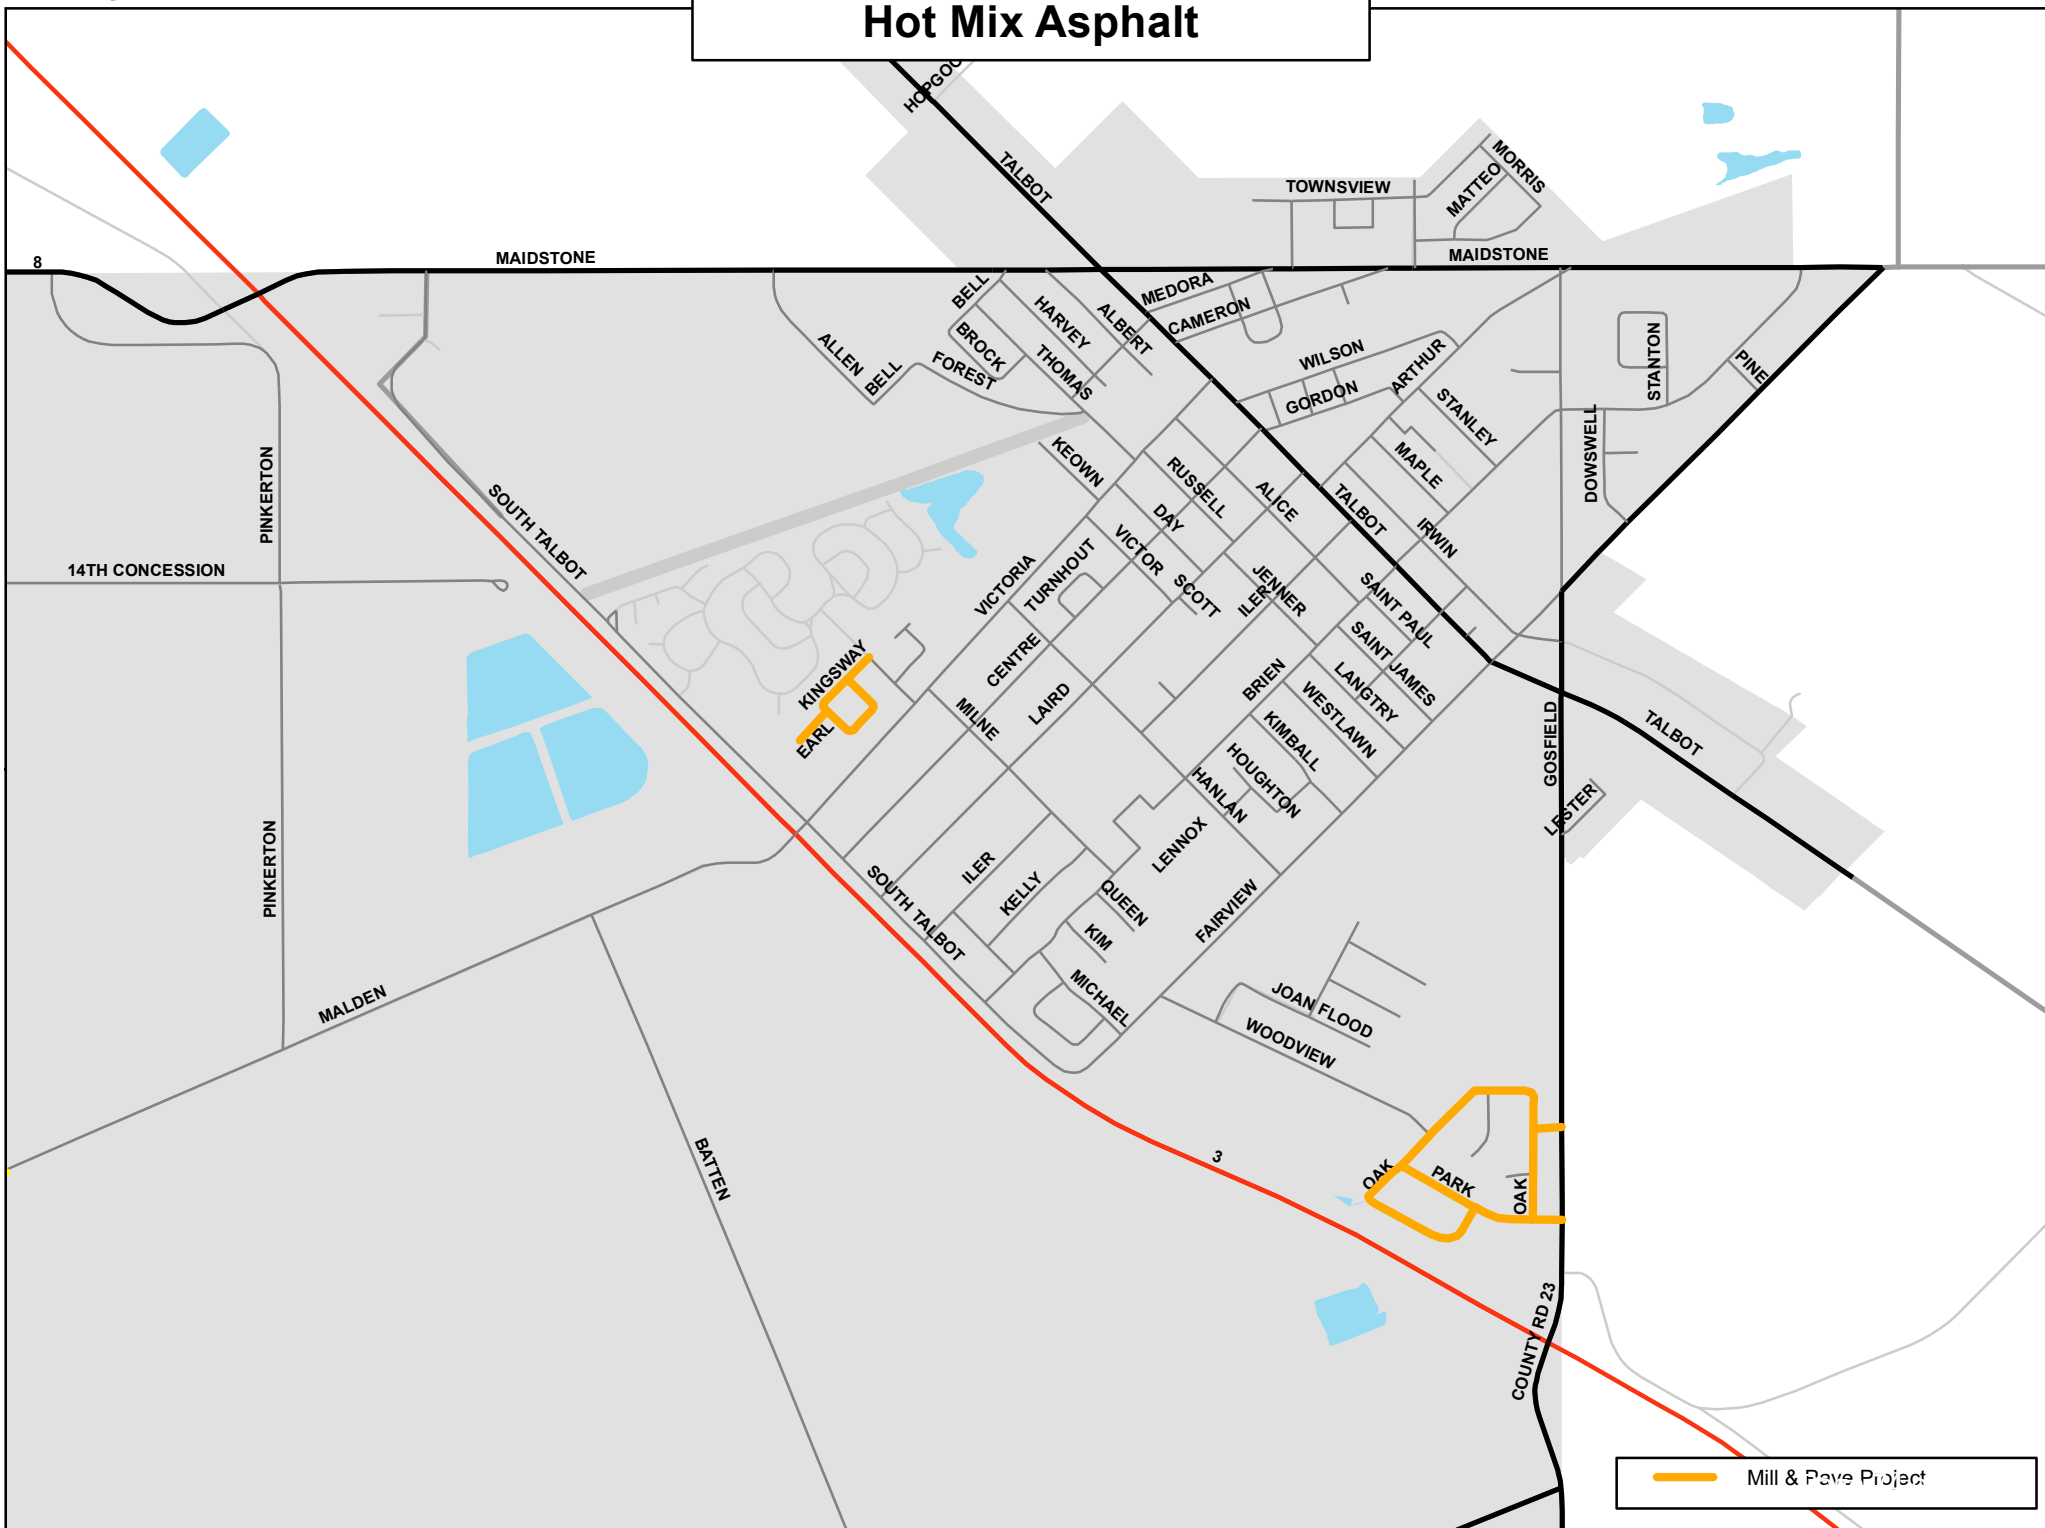 Hot Mix Asphalt
TALBOT
MORRIS
MATTEO
TOWNSVIEW
8
MAIDSTONE
MAIDSTONE
BELL
MEDORA
CAMERON
HARVEY
ALBERT
BROCK
THOMAS
ALLEN
BELL
FOREST
WILSON
ARTHUR
GORDON
STANLEY
STANTON
PINE
DOWSWELL
MAPLE
KEOWN
RUSSELL
ALICE
TALBOT
IRWIN
DAY
VICTOR
PINKERTON
SOUTH TALBOT
14TH CONCESSION
VICTORIA
TURNHOUT
SCOTT
JENNER
ILER
SAINT PAUL
SAINT JAMES
KINGSWAY
EARL
CENTRE
LAIRD
MILNE
BRIEN
LANGTRY
WESTLAWN
KIMBALL
HOUGHTON
HANLAN
GOSFIELD
TALBOT
LESTER
PINKERTON
LENNOX
ILER
KELLY
QUEEN
KIM
SOUTH TALBOT
FAIRVIEW
MICHAEL
JOAN FLOOD
WOODVIEW
MALDEN
BATTEN
3
OAK
PARK
OAK
COUNTY RD 23
Mill & Pave Project